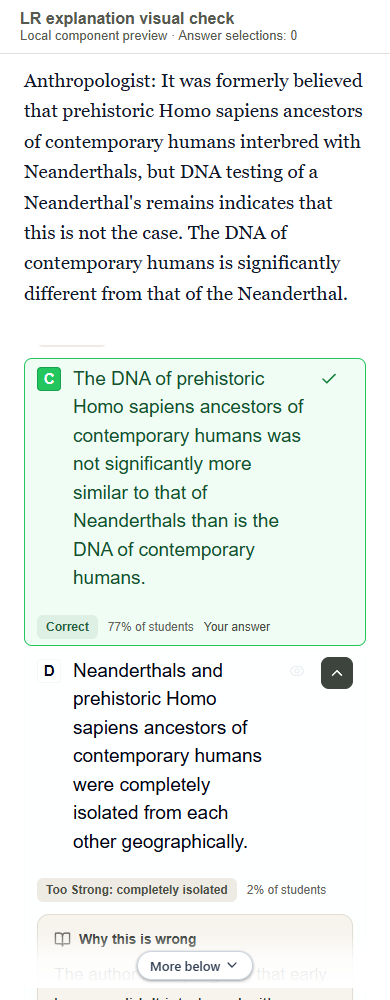 LR explanation visual check
Local component preview · Answer selections: 0
Anthropologist: It was formerly believed
that prehistoric Homo sapiens ancestors
of contemporary humans interbred with
Neanderthals, but DNA testing of a
Neanderthal's remains indicates that
this is not the case. The DNA of
contemporary humans is significantly
different from that of the Neanderthal.
C The DNA of prehistoric
Homo sapiens ancestors of
contemporary humans was
not significantly more
similar to that of
Neanderthals than is the
DNA of contemporary
humans.
Correct 77% of students Your answer
D Neanderthals and
prehistoric Homo
sapiens ancestors of
contemporary humans
were completely
isolated from each
other geographically.
Too Strong: completely isolated 2% of students
Why this is wrong
The author that early
More below